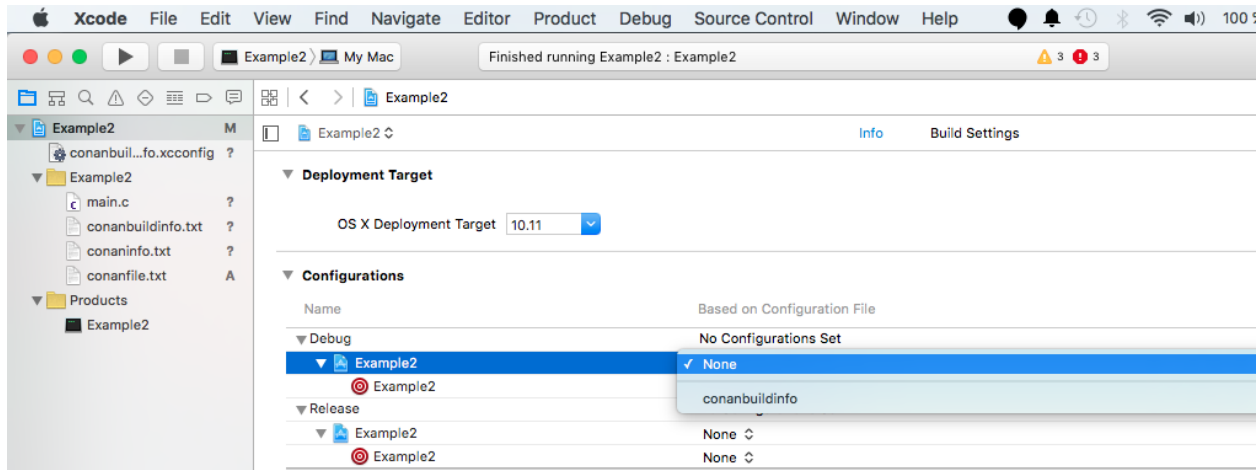 Xcode File Edit View Find Navigate Editor Product Debug Source Control Window Help 100 %
Example2 My Mac Finished running Example2 : Example2 3 3
Example2
Example2 M
Example2 Info Build Settings
conanbuil...fo.xcconfig ?
Example2
Deployment Target
main.c ?
conanbuildinfo.txt ?
OS X Deployment Target 10.11
conaninfo.txt ?
conanfile.txt A
Configurations
Products
Name Based on Configuration File
Example2
Debug No Configurations Set
Example2 None
Example2
conanbuildinfo
Release
Example2 None
Example2 None